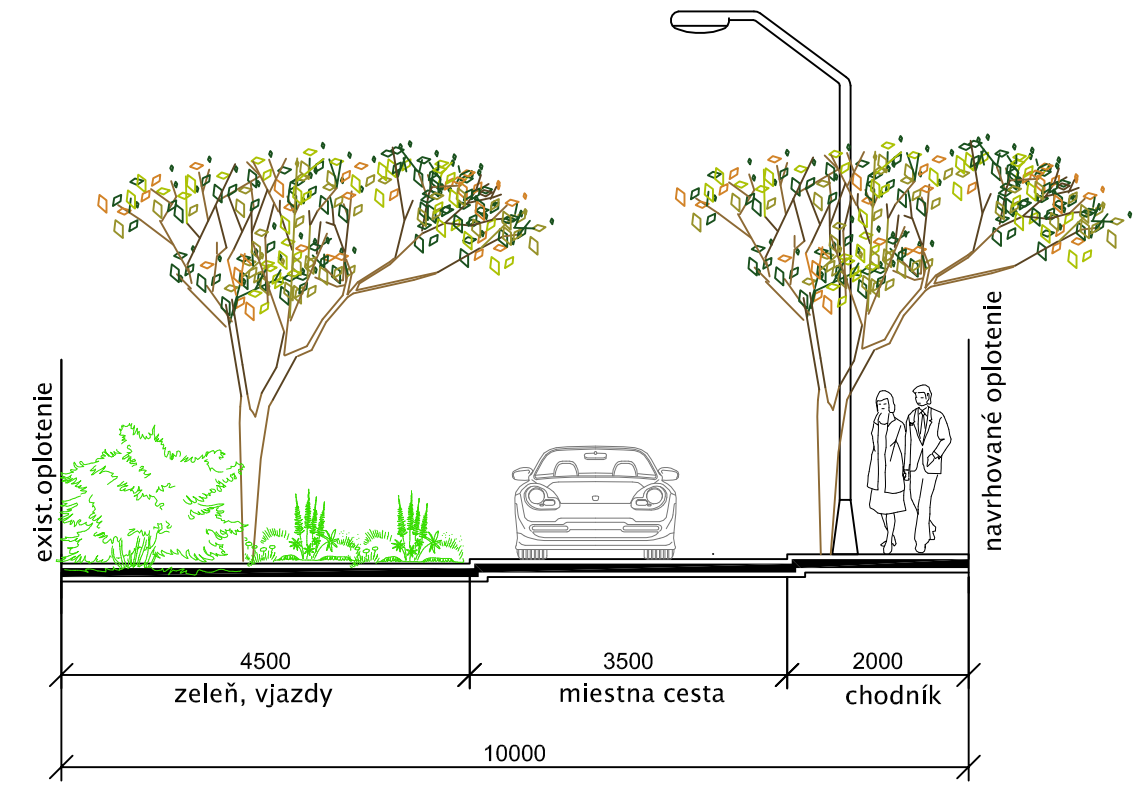 exist.oplotenie
navrhované oplotenie
4500
3500
2000
zeleň, vjazdy
miestna cesta
chodník
10000